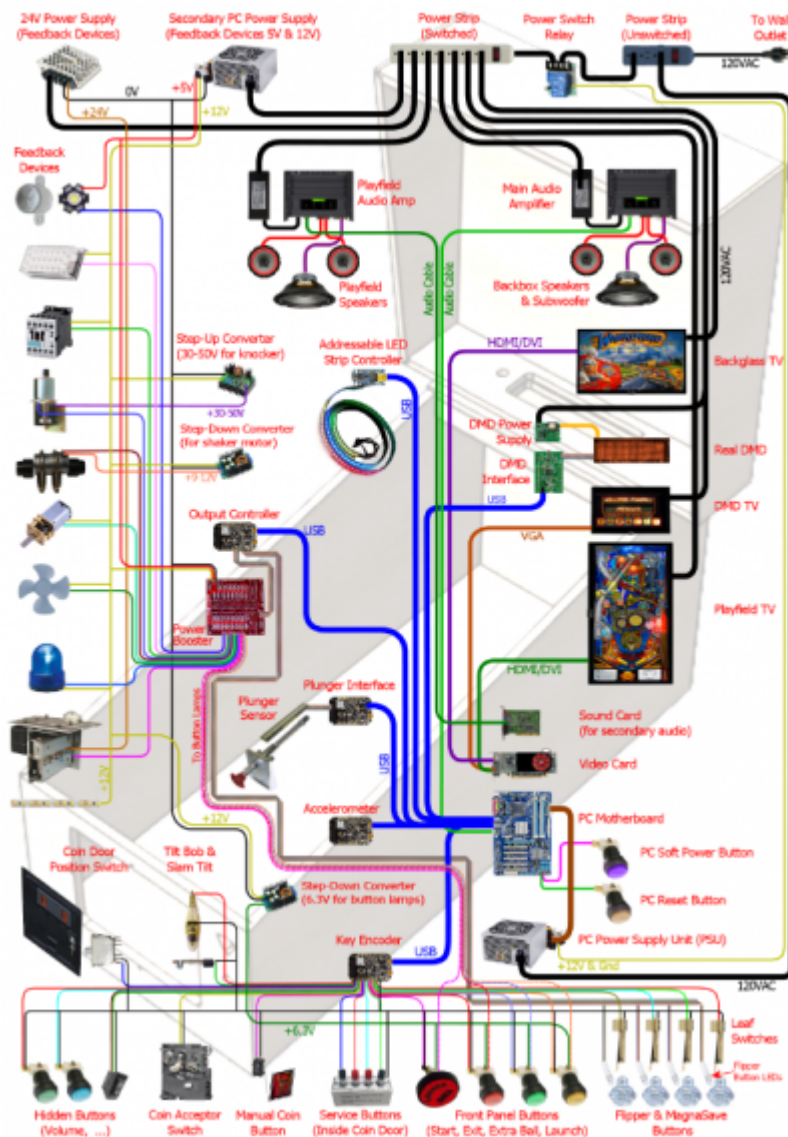 24V Power Supply
(Feedback Devices)
Secondary PC Power Supply
(Feedback Devices 5V & 12V)
Power Strip
(Switched)
Power Switch
Relay
Power Strip
(Unswitched)
To Wall
Outlet
120VAC
0V
+5V
+24V
+12V
Feedback
Devices
Playfield
Audio Amp
Main Audio
Amplifier
Playfield
Speakers
Backbox Speakers
& Subwoofer
Audio Cable
Audio Cable
120VAC
Step-Up Converter
(30-50V for knocker)
+30-50V
Addressable LED
Strip Controller
USB
HDMI/DVI
Backglass TV
Step-Down Converter
(for shaker motor)
+9-12V
DMD Power
Supply
Real DMD
DMD
Interface
USB
DMD TV
VGA
Output Controller
USB
Playfield TV
Power
Booster
HDMI/DVI
To Button Lamps
Plunger Interface
Plunger
Sensor
USB
Sound Card
(for secondary audio)
Video Card
+12V
+12V
Accelerometer
PC Motherboard
PC Soft Power Button
PC Reset Button
Coin Door
Position Switch
Tilt Bob &
Slam Tilt
Step-Down Converter
(6.3V for button lamps)
Key Encoder
USB
PC Power Supply Unit (PSU)
+12V & Gnd
120VAC
+6.3V
Leaf
Switches
Flipper
Button LEDs
Hidden Buttons
(Volume, ...)
Coin Acceptor
Switch
Manual Coin
Button
Service Buttons
(Inside Coin Door)
Front Panel Buttons
(Start, Exit, Extra Ball, Launch)
Flipper & MagnaSave
Buttons